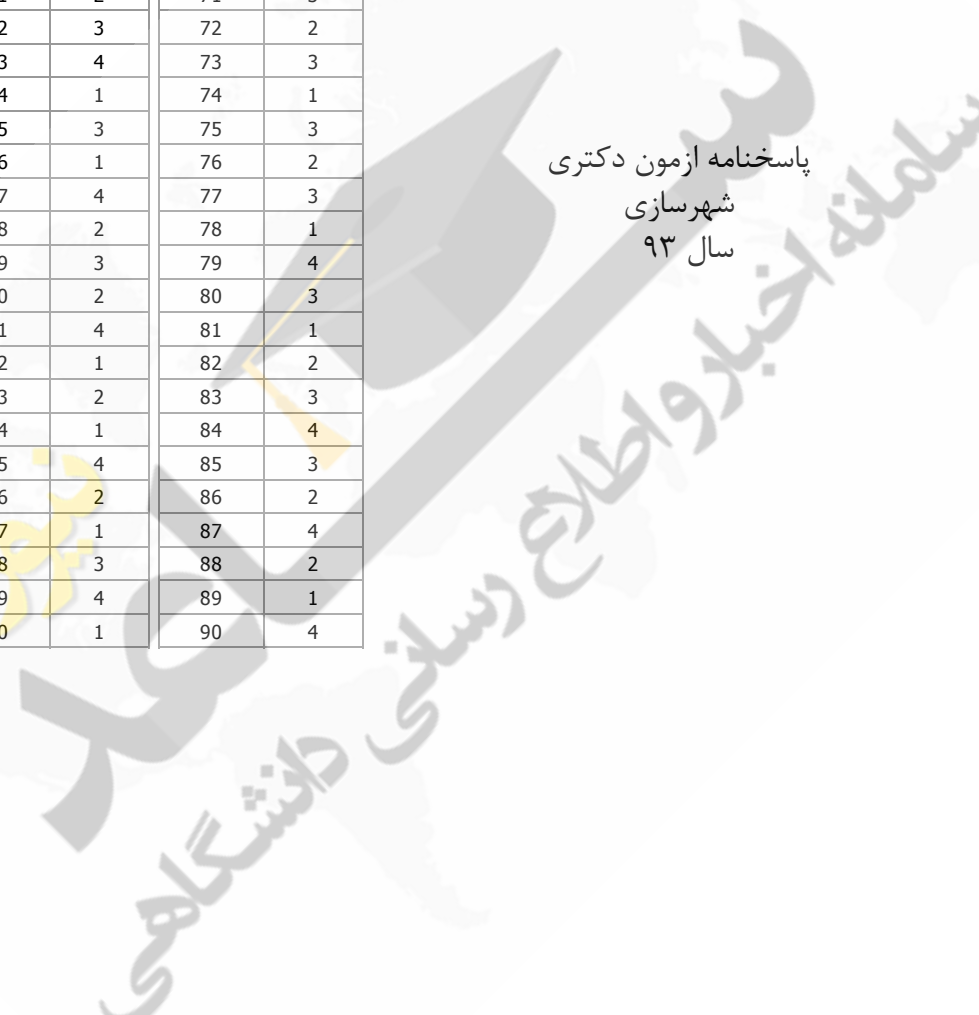 2 3 72 2
3 4 73 3
4 1 74 1
5 3 75 3
6 1 76 2
7 4 77 3
8 2 78 1
9 3 79 4
0 2 80 3
1 4 81 1
2 1 82 2
3 2 83 3
4 1 84 4
5 4 85 3
6 2 86 2
7 1 87 4
8 3 88 2
9 4 89 1
0 1 90 4
پاسخنامه ازمون دکتری
شهرسازی
سال ۹۳
سامانه اخبار و اطلاع رسانی دانشگاهی